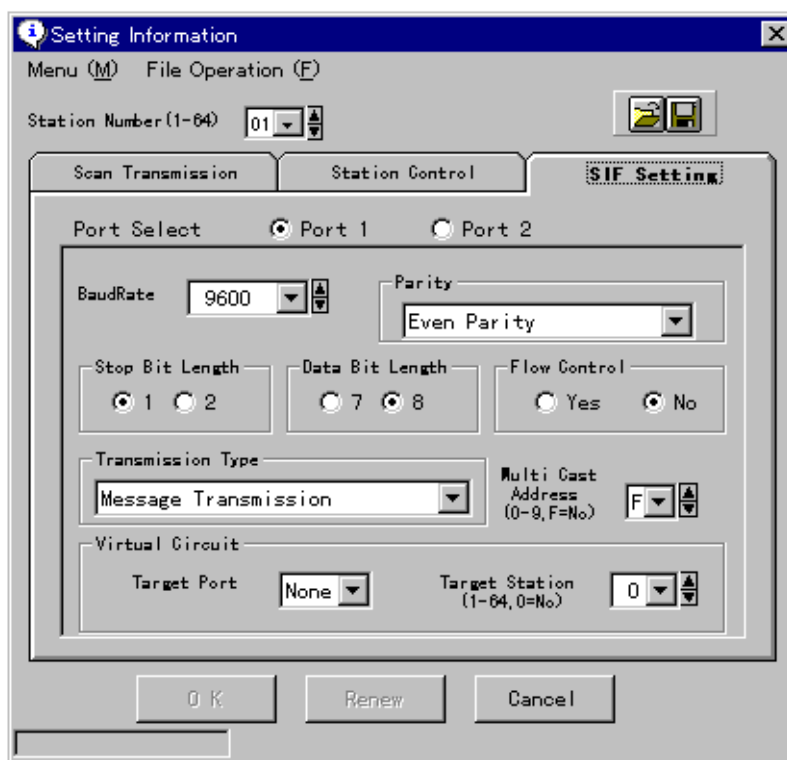 Setting Information
Menu (M) File Operation (F)
Station Number(1-64) 01
Scan Transmission Station Control SIF Setting
Port Select Port 1 Port 2
BaudRate 9600
Parity
Even Parity
Stop Bit Length Data Bit Length Flow Control
1 2 7 8 Yes No
Transmission Type
Message Transmission
Multi Cast
Address
(0-9,F=No)
F
Virtual Circuit
Target Port None
Target Station
(1-64,0=No)
0
O K Renew Cancel